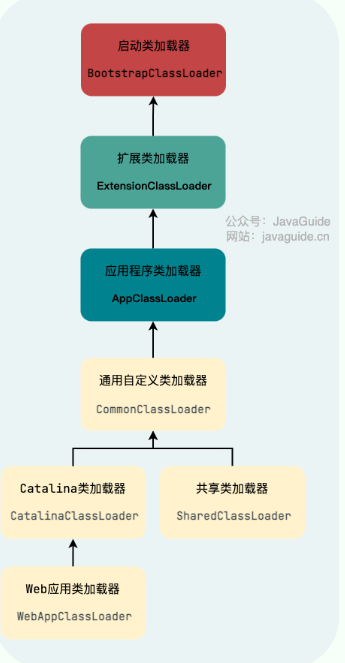 启动类加载器
BootstrapClassLoader
扩展类加载器
ExtensionClassLoader
公众号：JavaGuide
网站：javaguide.cn
应用程序类加载器
AppClassLoader
通用自定义类加载器
CommonClassLoader
Catalina类加载器
CatalinaClassLoader
共享类加载器
SharedClassLoader
Web应用类加载器
WebAppClassLoader